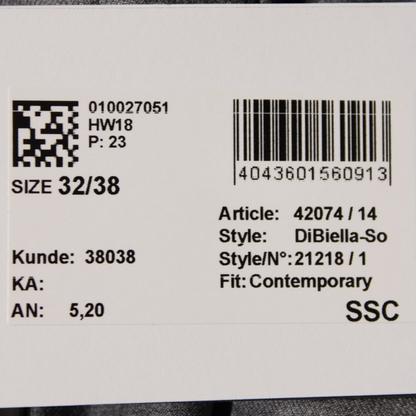 010027051
HW18
P: 23
SIZE 32/38
4043601560913
Article: 42074 / 14
Style: DiBiella-So
Style/N°: 21218 / 1
Fit: Contemporary
Kunde: 38038
KA:
AN: 5,20
SSC